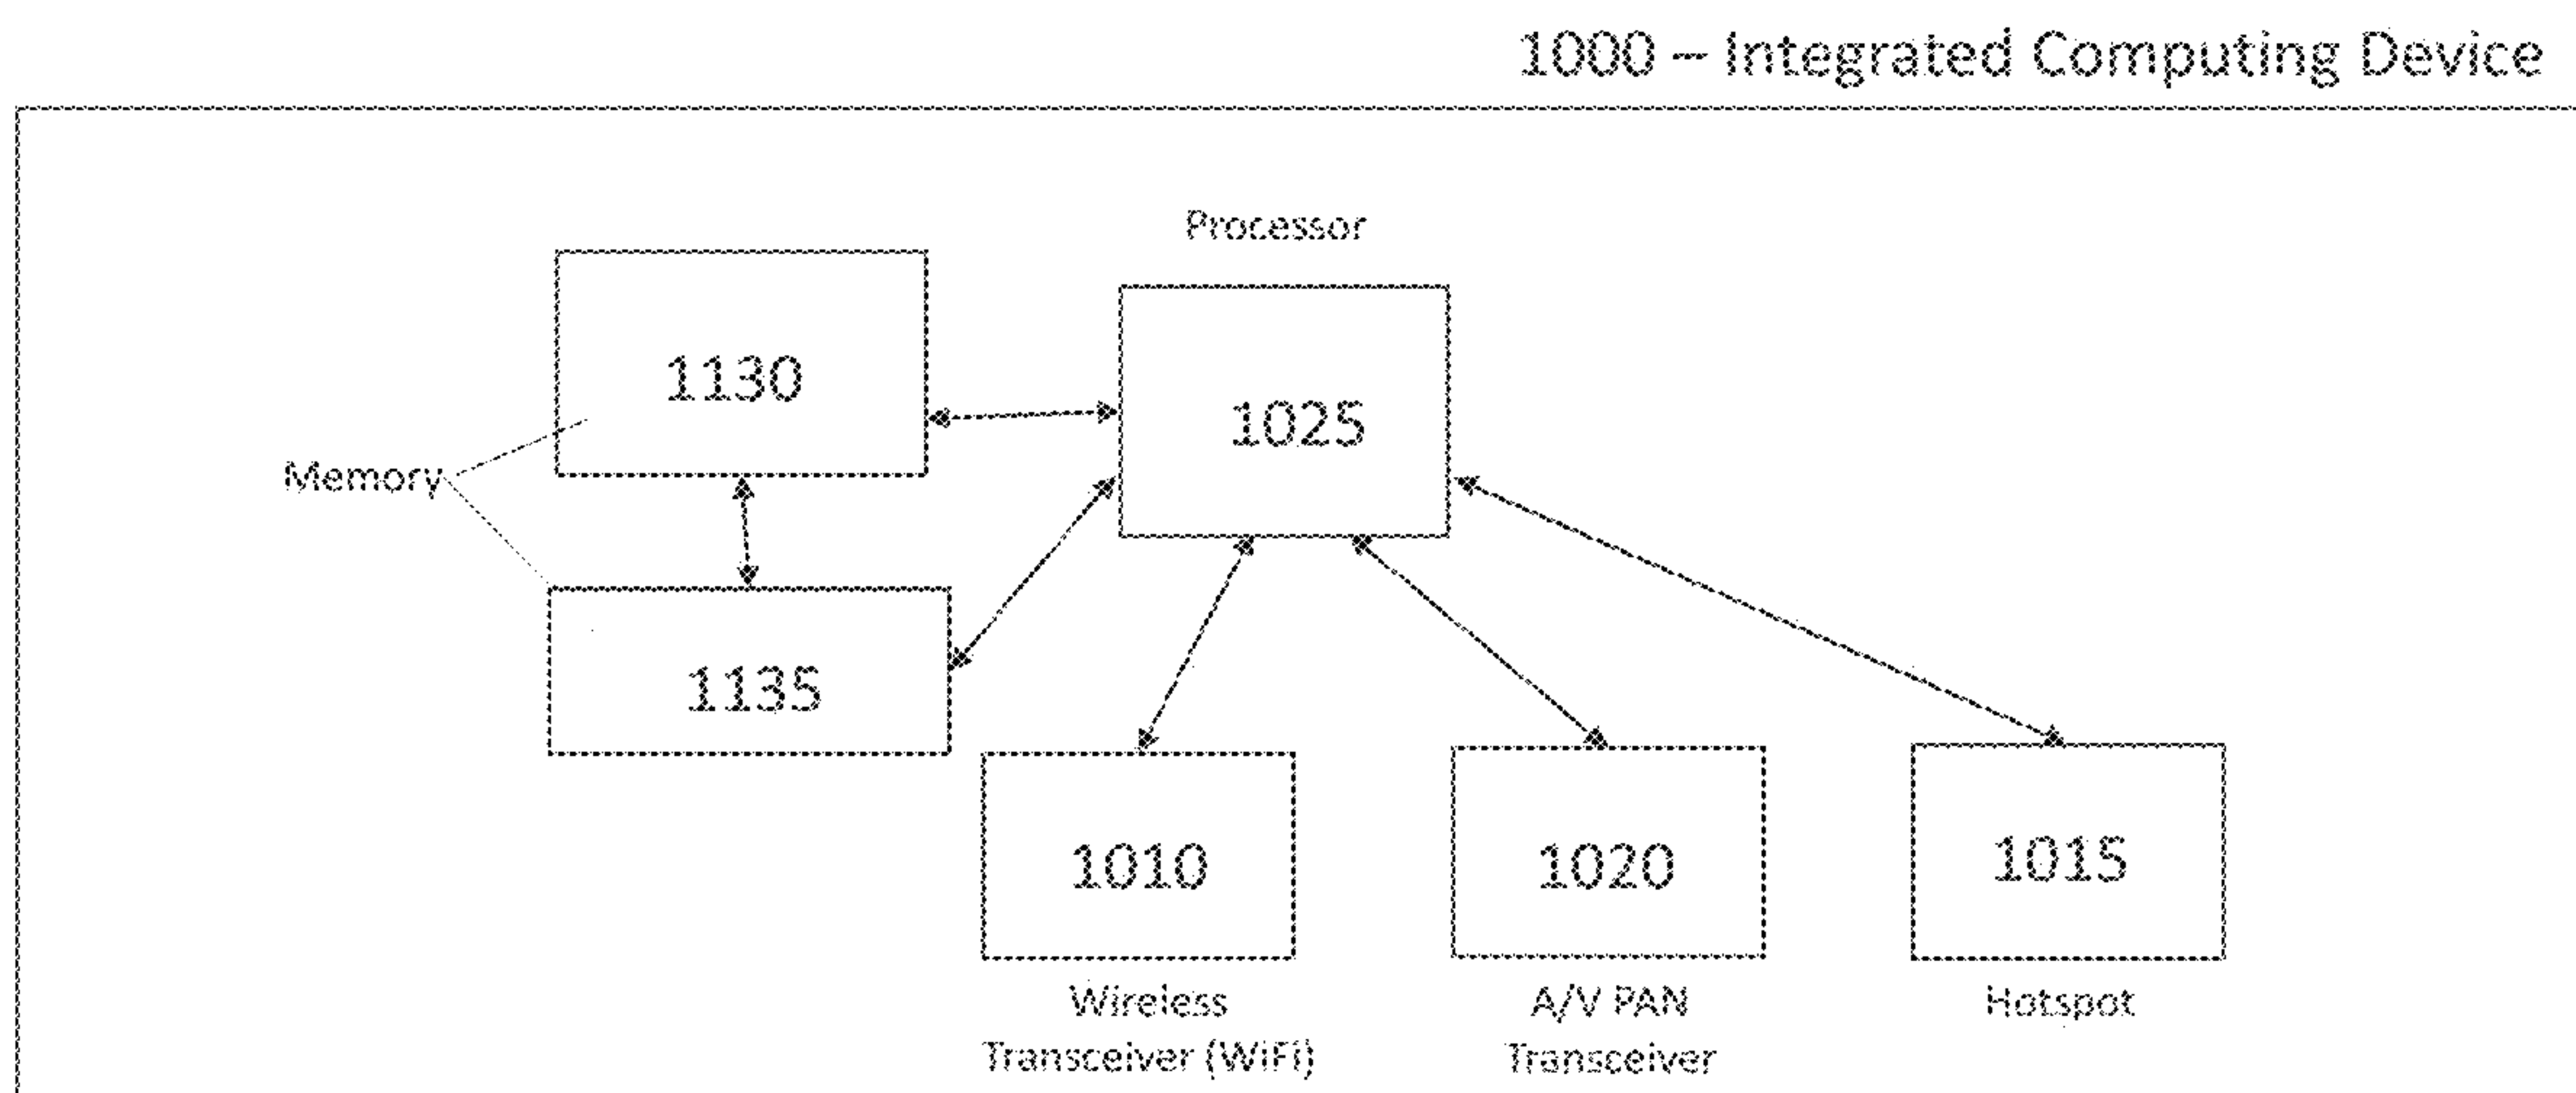 1000 – Integrated Computing Device
Processor
1130
1025
Memory
1135
1010
1020
1015
Wireless
Transceiver (WiFi)
A/V PAN
Transceiver
Hotspot